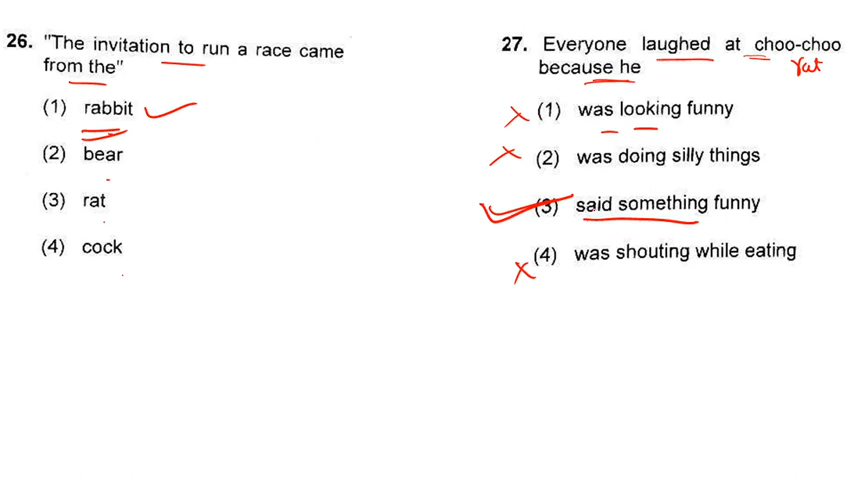 26. "The invitation to run a race came
from the"
(1) rabbit
(2) bear
(3) rat
(4) cock
27. Everyone laughed at choo-choo
rat
because he
(1) was looking funny
(2) was doing silly things
(3) said something funny
(4) was shouting while eating